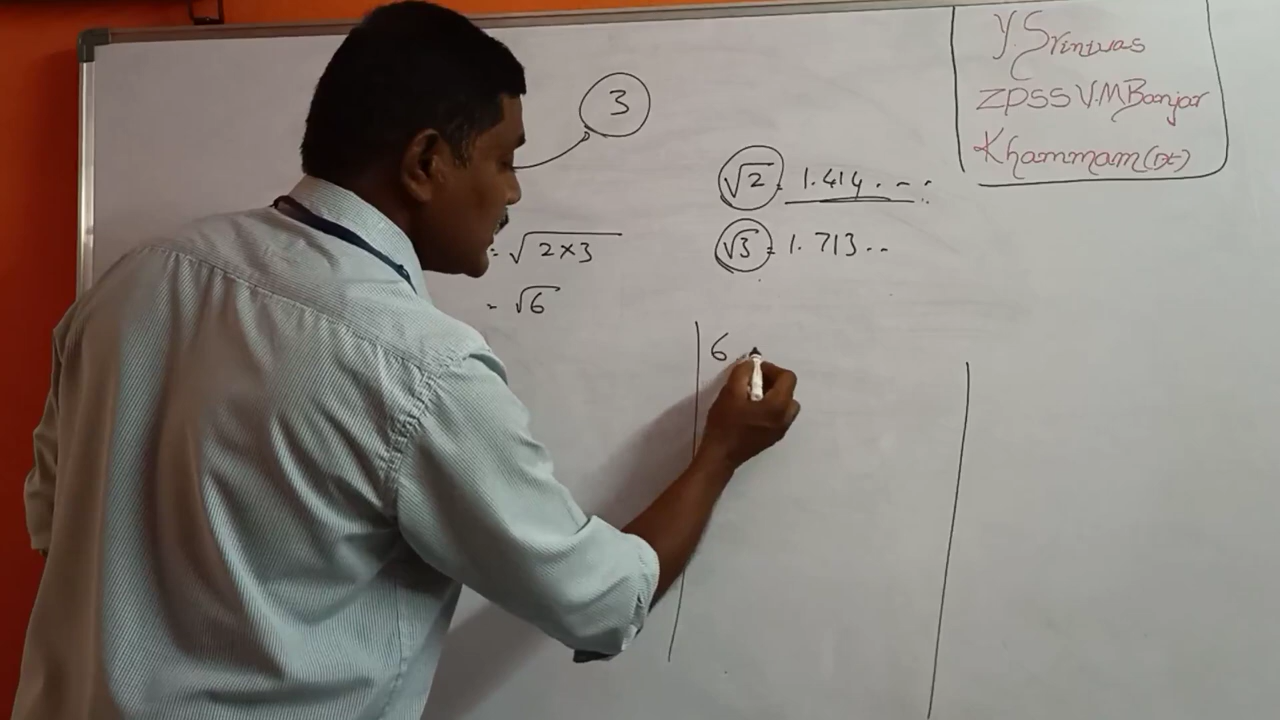 3
Y. Srinivas
ZPSS V.M Banjar
Khammam (Dt)
√2 = 1.414...
√3 = 1.713..
= √2×3
= √6
6